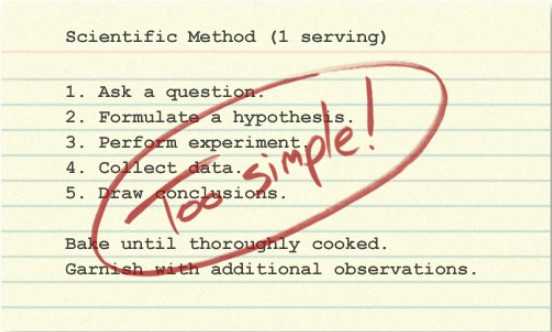 Scientific Method (1 serving)
1. Ask a question.
2. Formulate a hypothesis.
3. Perform experiment.
4. Collect data.
5. Draw conclusions.
Too simple!
Bake until thoroughly cooked.
Garnish with additional observations.